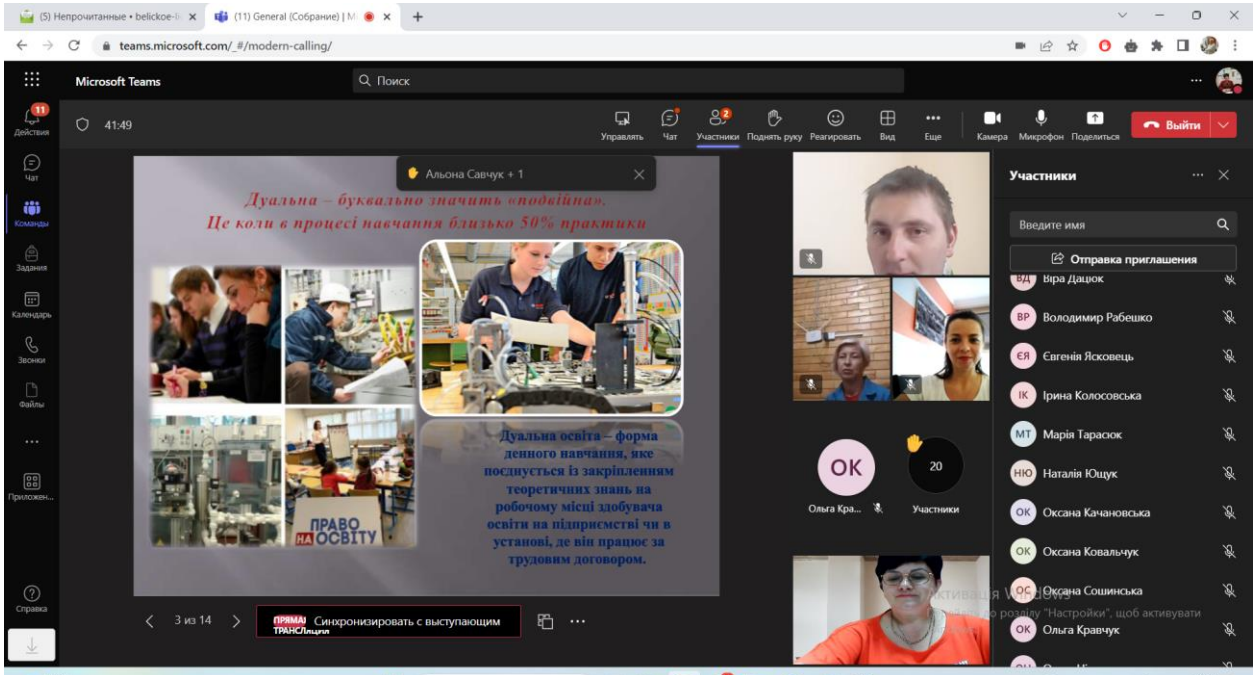 (5) Непрочитанные • belickoe-l
(11) General (Собрание) | M
teams.microsoft.com/_#/modern-calling/
Microsoft Teams
Поиск
11
Действия
41:49
Управлять
Чат
2
Участники
Поднять руку
Реагировать
Вид
Еще
Камера
Микрофон
Поделиться
Выйти
Чат
Команды
Задания
Календарь
Звонки
Файлы
Приложен...
Справка
Альона Савчук + 1
Дуальна – буквально значить «подвійна».
Це коли в процесі навчання близько 50% практики
ПРАВО
НА ОСВІТУ
Дуальна освіта – форма
денного навчання, яке
поєднується із закріпленням
теоретичних знань на
робочому місці здобувача
освіти на підприємстві чи в
установі, де він працює за
трудовим договором.
3 из 14
ПРЯМАЯ
ТРАНСЛяция
Синхронизировать с выступающим
ОК
Ольга Кра...
20
Участники
Участники
Введите имя
Отправка приглашения
ВД Віра Дацюк
ВР Володимир Рабешко
ЄЯ Євгенія Ясковець
ІК Ірина Колосовська
МТ Марія Тарасюк
НЮ Наталія Ющук
ОК Оксана Качановська
ОК Оксана Ковальчук
ОС Оксана Сошинська
ОК Ольга Кравчук
Активація Windows
розділу "Настройки", щоб активувати